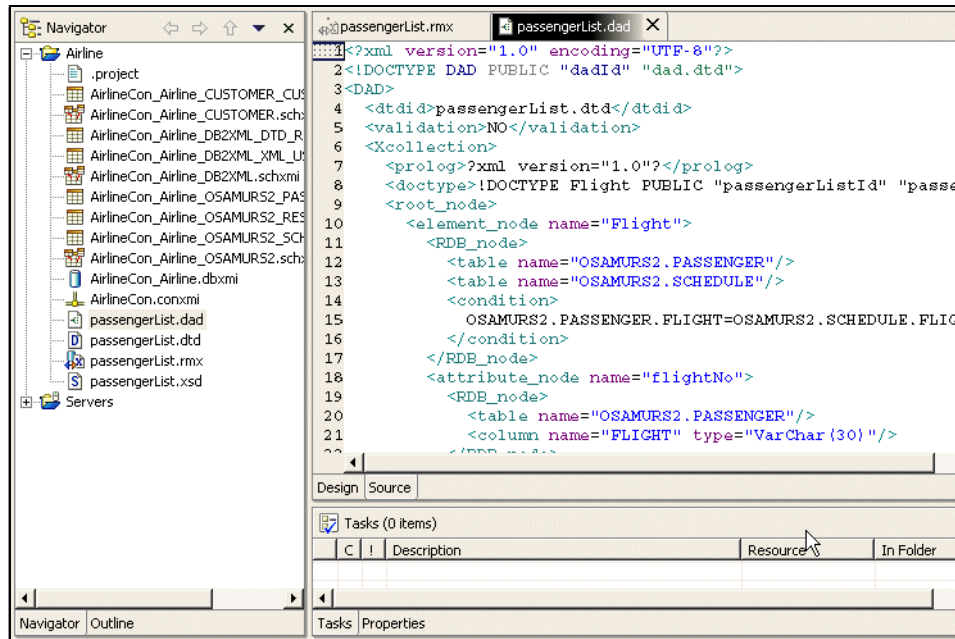 Navigator
Airline
.project
AirlineCon_Airline_CUSTOMER_CUS
AirlineCon_Airline_CUSTOMER.sch
AirlineCon_Airline_DB2XML_DTD_R
AirlineCon_Airline_DB2XML_XML_U
AirlineCon_Airline_DB2XML.schxmi
AirlineCon_Airline_OSAMURS2_PAS
AirlineCon_Airline_OSAMURS2_RES
AirlineCon_Airline_OSAMURS2_SCH
AirlineCon_Airline_OSAMURS2.sch
AirlineCon_Airline.dbxmi
AirlineCon.conxmi
passengerList.dad
passengerList.dtd
passengerList.rmx
passengerList.xsd
Servers
Navigator Outline
passengerList.rmx passengerList.dad
1<?xml version="1.0" encoding="UTF-8"?>
2<!DOCTYPE DAD PUBLIC "dadId" "dad.dtd">
3<DAD>
4 <dtdid>passengerList.dtd</dtdid>
5 <validation>NO</validation>
6 <Xcollection>
7 <prolog>?xml version="1.0"?</prolog>
8 <doctype>!DOCTYPE Flight PUBLIC "passengerListId" "passe
9 <root_node>
10 <element_node name="Flight">
11 <RDB_node>
12 <table name="OSAMURS2.PASSENGER"/>
13 <table name="OSAMURS2.SCHEDULE"/>
14 <condition>
15 OSAMURS2.PASSENGER.FLIGHT=OSAMURS2.SCHEDULE.FLIG
16 </condition>
17 </RDB_node>
18 <attribute_node name="flightNo">
19 <RDB_node>
20 <table name="OSAMURS2.PASSENGER"/>
21 <column name="FLIGHT" type="VarChar(30)"/>
Design Source
Tasks (0 items)
C ! Description Resource In Folder
Tasks Properties